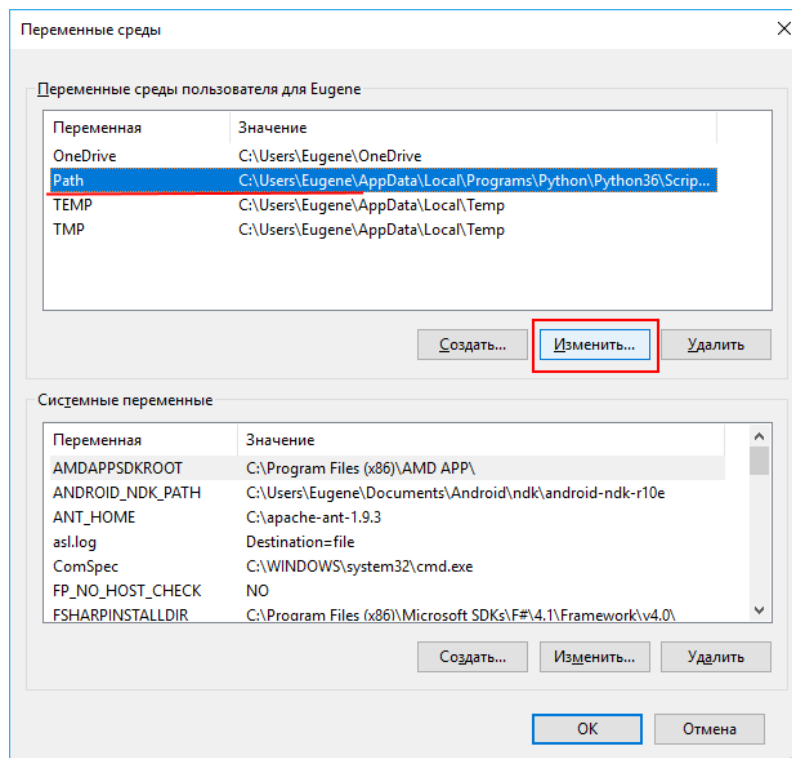 Переменные среды
Переменные среды пользователя для Eugene
Переменная Значение
OneDrive C:\Users\Eugene\OneDrive
Path C:\Users\Eugene\AppData\Local\Programs\Python\Python36\Scrip...
TEMP C:\Users\Eugene\AppData\Local\Temp
TMP C:\Users\Eugene\AppData\Local\Temp
Создать... Изменить... Удалить
Системные переменные
Переменная Значение
AMDAPPSDKROOT C:\Program Files (x86)\AMD APP\
ANDROID_NDK_PATH C:\Users\Eugene\Documents\Android\ndk\android-ndk-r10e
ANT_HOME C:\apache-ant-1.9.3
asl.log Destination=file
ComSpec C:\WINDOWS\system32\cmd.exe
FP_NO_HOST_CHECK NO
FSHARPINSTALLDIR C:\Program Files (x86)\Microsoft SDKs\F#\4.1\Framework\v4.0\
Создать... Изменить... Удалить
OK Отмена